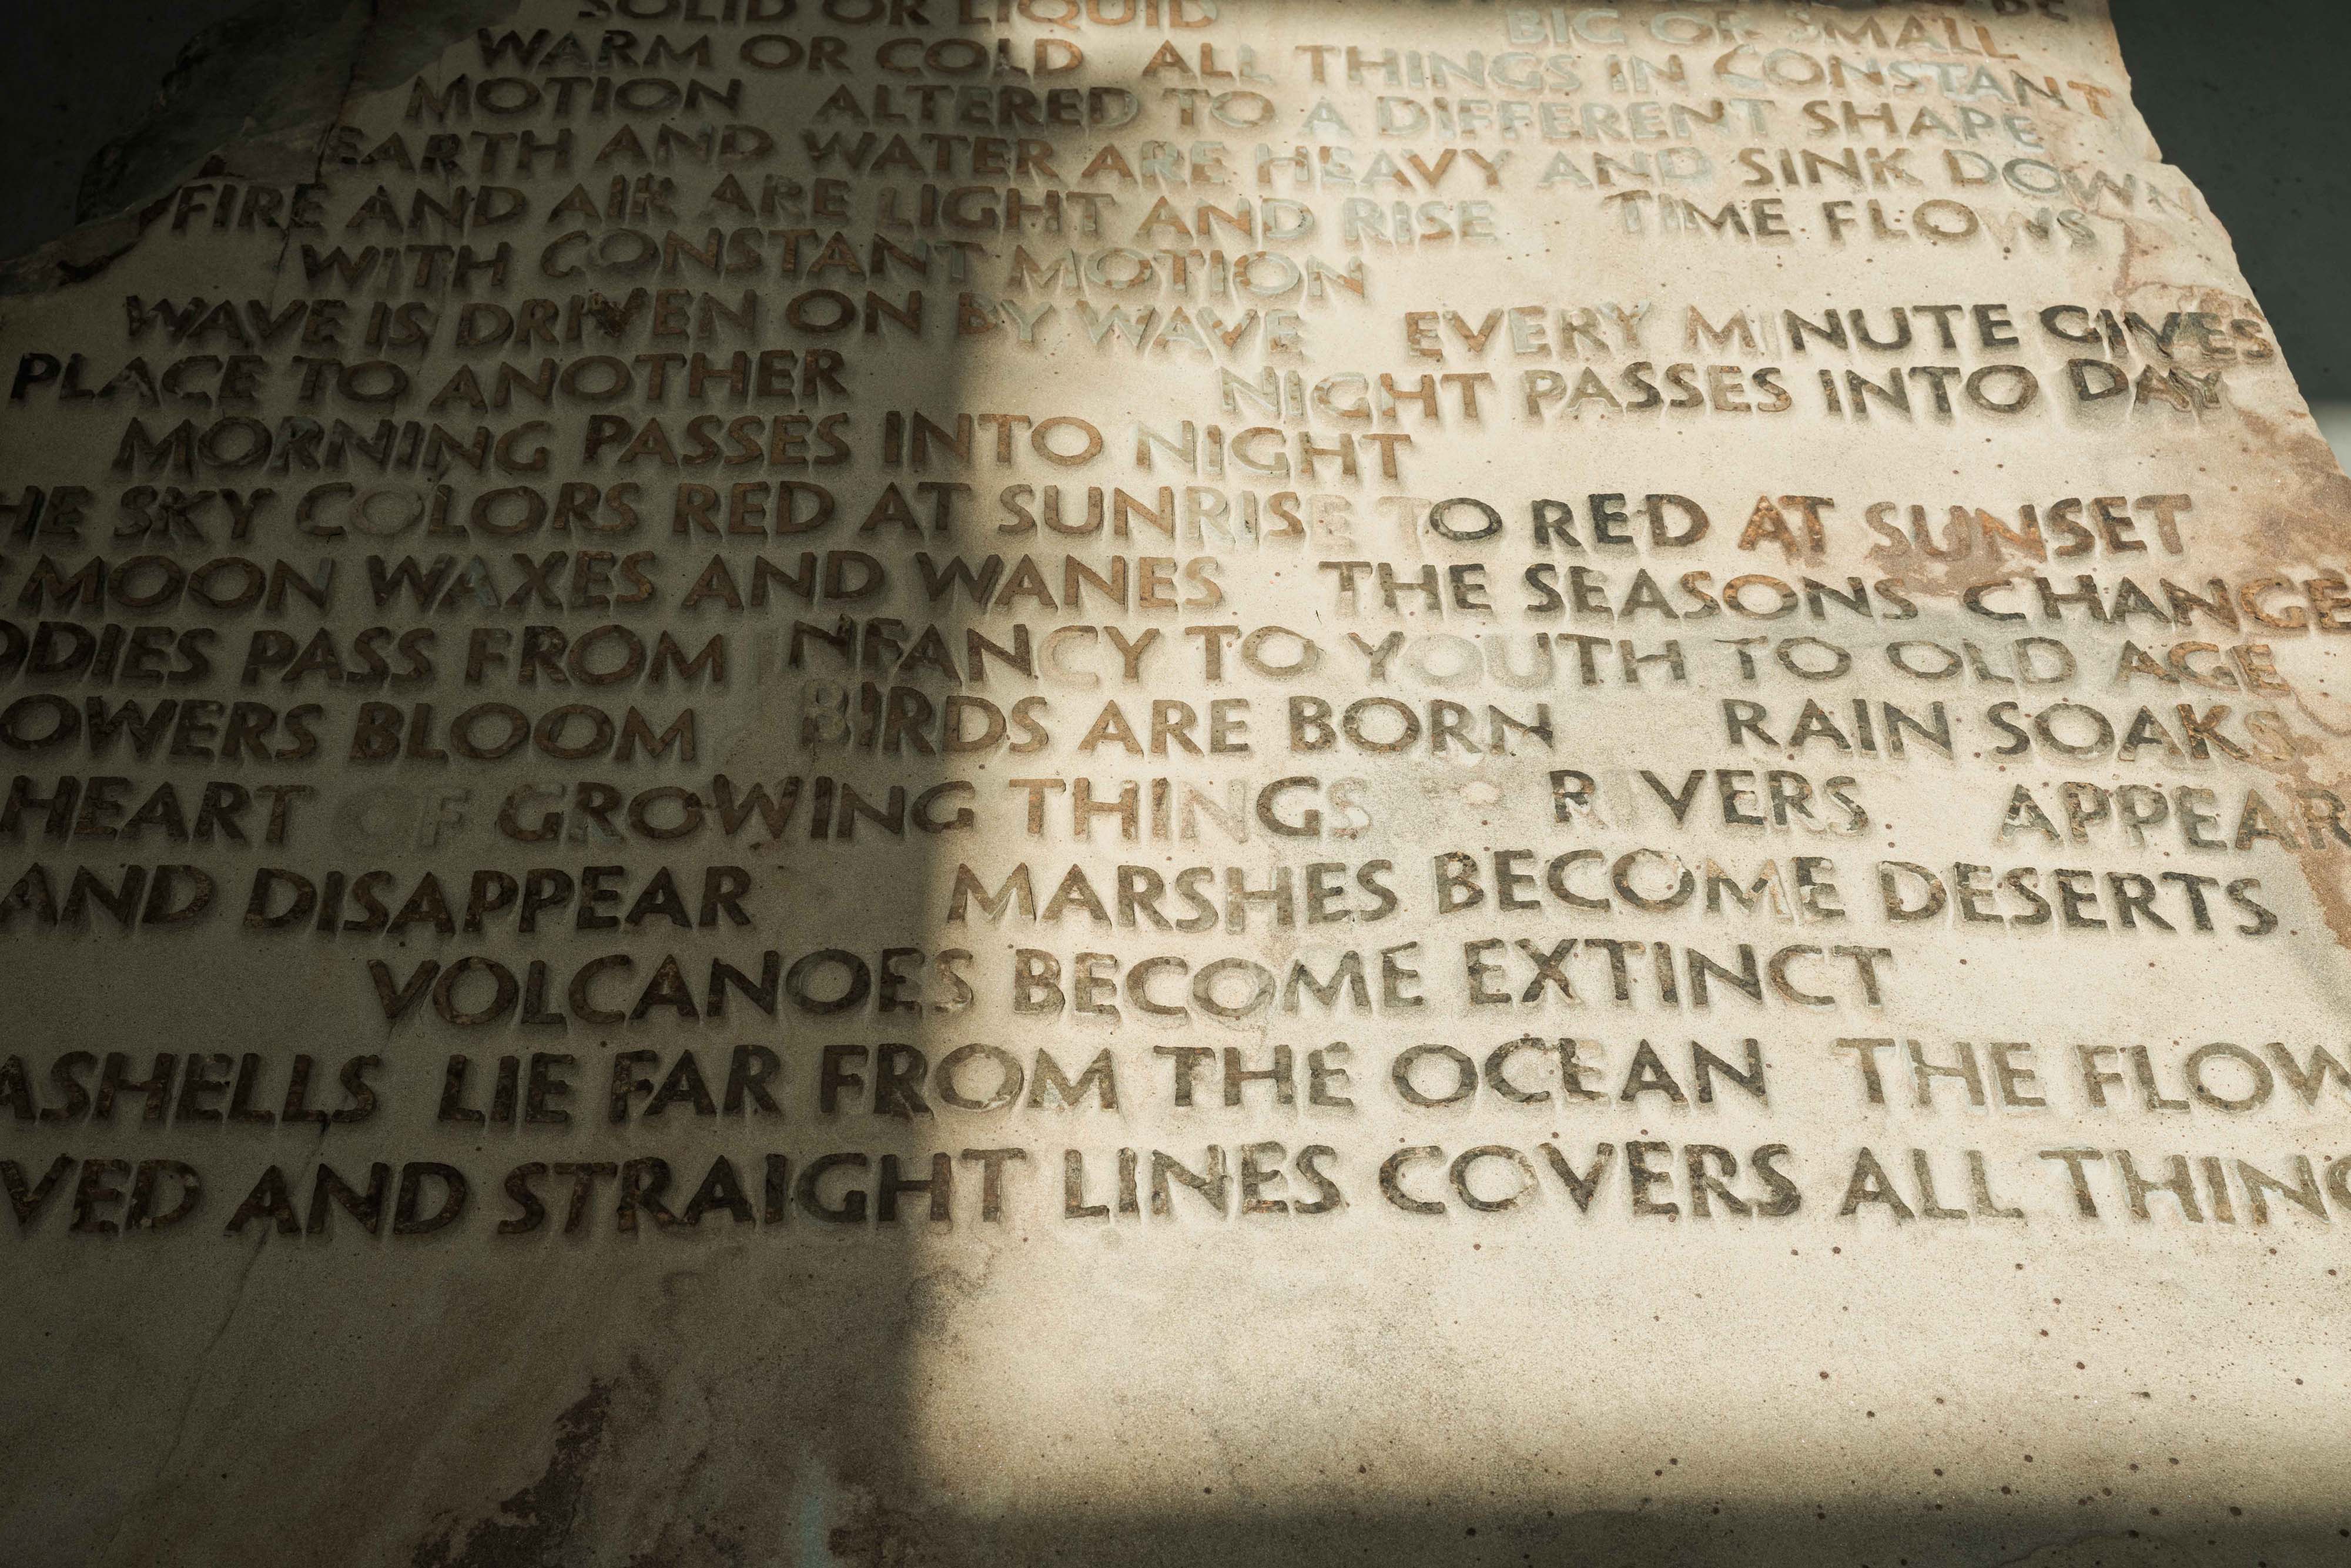 SOLID OR LIQUID BIG OR SMALL
WARM OR COLD ALL THINGS IN CONSTANT
MOTION ALTERED TO A DIFFERENT SHAPE
EARTH AND WATER ARE HEAVY AND SINK DOWN
FIRE AND AIR ARE LIGHT AND RISE TIME FLOWS
WITH CONSTANT MOTION
WAVE IS DRIVEN ON BY WAVE EVERY MINUTE GIVES
PLACE TO ANOTHER NIGHT PASSES INTO DAY
MORNING PASSES INTO NIGHT
HE SKY COLORS RED AT SUNRISE TO RED AT SUNSET
MOON WAXES AND WANES THE SEASONS CHANGE
ODIES PASS FROM INFANCY TO YOUTH TO OLD AGE
OWERS BLOOM BIRDS ARE BORN RAIN SOAKS
HEART OF GROWING THINGS RIVERS APPEAR
AND DISAPPEAR MARSHES BECOME DESERTS
VOLCANOES BECOME EXTINCT
ASHELLS LIE FAR FROM THE OCEAN THE FLOW
VED AND STRAIGHT LINES COVERS ALL THING